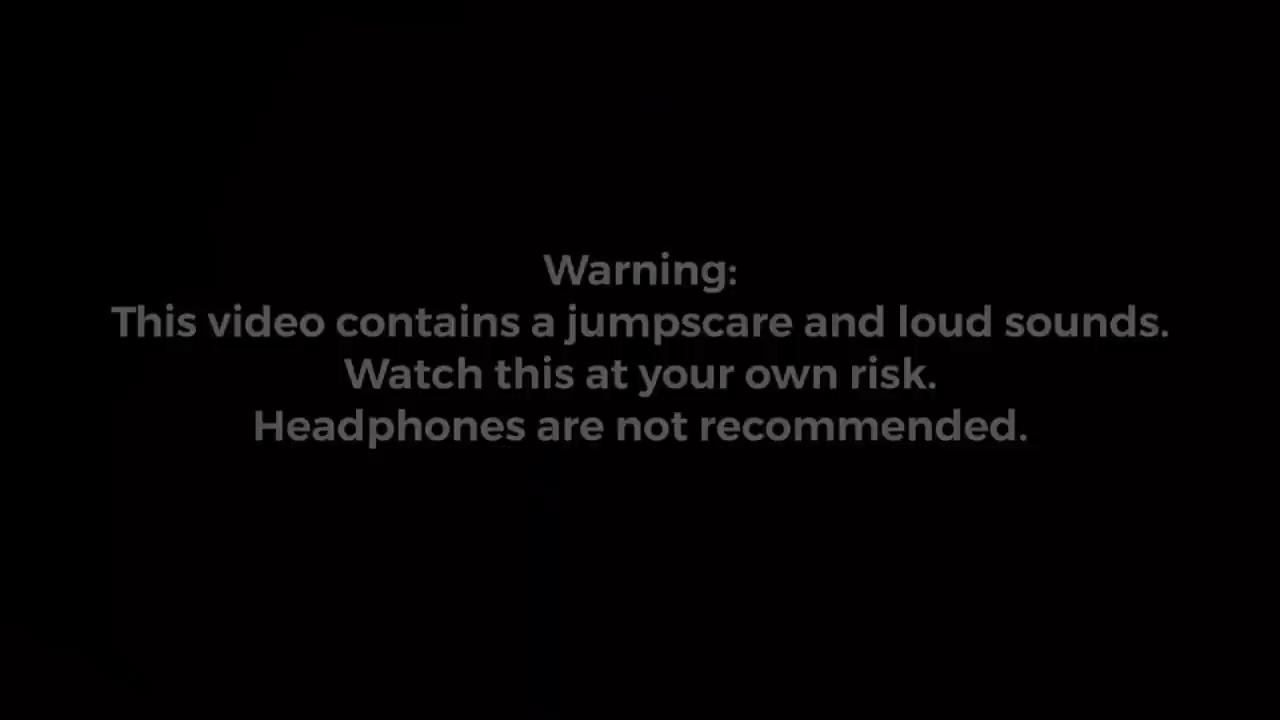 Warning:
This video contains a jumpscare and loud sounds.
Watch this at your own risk.
Headphones are not recommended.